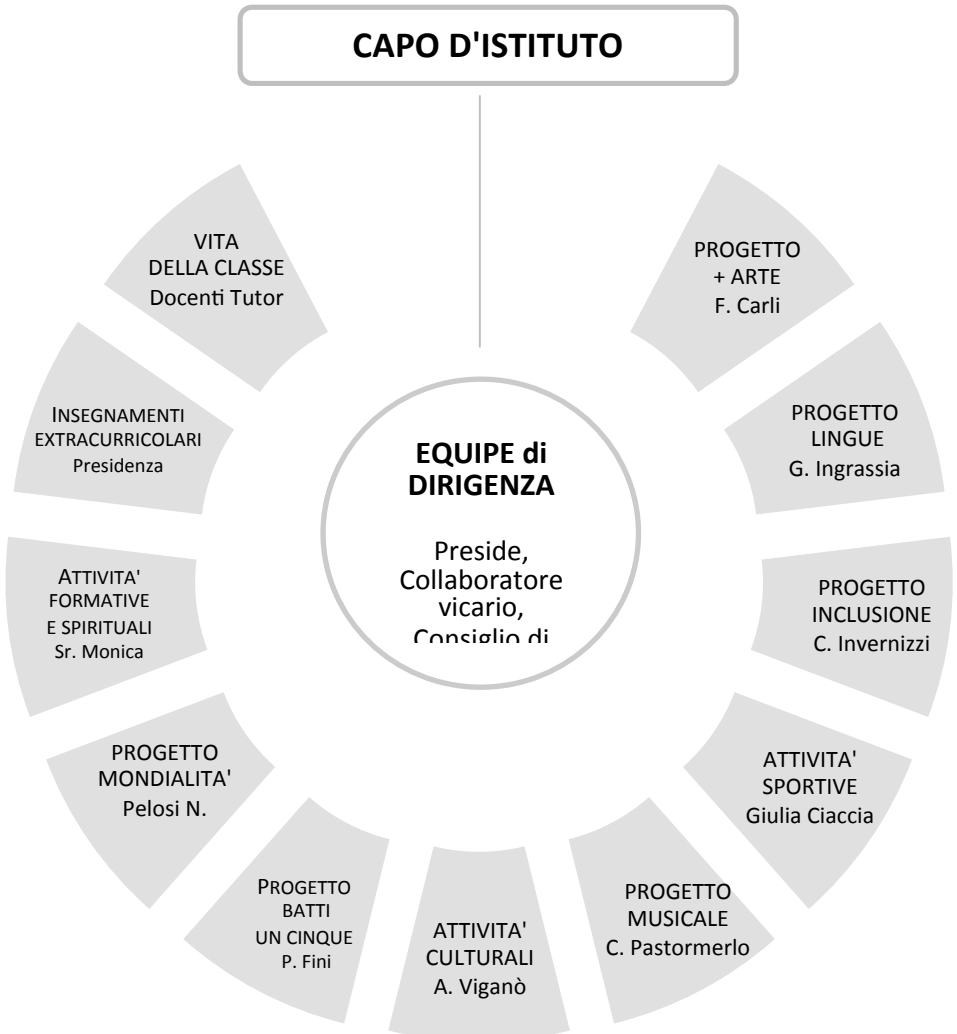 CAPO D'ISTITUTO
VITA
DELLA CLASSE
Docenti Tutor
PROGETTO
+ ARTE
F. Carli
INSEGNAMENTI
EXTRACURRICOLARI
Presidenza
PROGETTO
LINGUE
G. Ingrassia
EQUIPE di
DIRIGENZA
Preside,
Collaboratore
vicario,
Consiglio di
ATTIVITA'
FORMATIVE
E SPIRITUALI
Sr. Monica
PROGETTO
INCLUSIONE
C. Invernizzi
PROGETTO
MONDIALITA'
Pelosi N.
ATTIVITA'
SPORTIVE
Giulia Ciaccia
PROGETTO
BATTI
UN CINQUE
P. Fini
ATTIVITA'
CULTURALI
A. Viganò
PROGETTO
MUSICALE
C. Pastormerlo